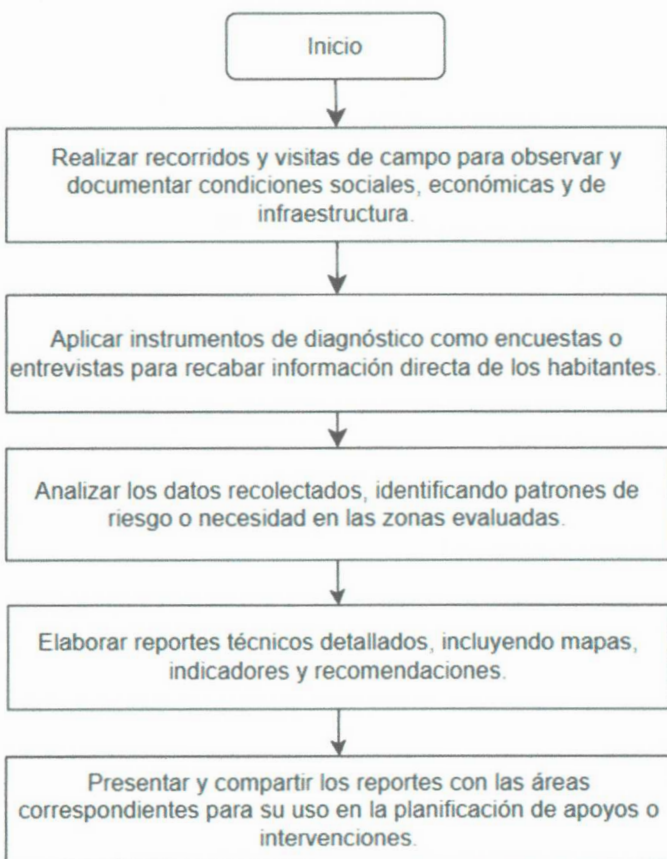 Inicio
Realizar recorridos y visitas de campo para observar y
documentar condiciones sociales, económicas y de
infraestructura.
Aplicar instrumentos de diagnóstico como encuestas o
entrevistas para recabar información directa de los habitantes.
Analizar los datos recolectados, identificando patrones de
riesgo o necesidad en las zonas evaluadas.
Elaborar reportes técnicos detallados, incluyendo mapas,
indicadores y recomendaciones.
Presentar y compartir los reportes con las áreas
correspondientes para su uso en la planificación de apoyos o
intervenciones.